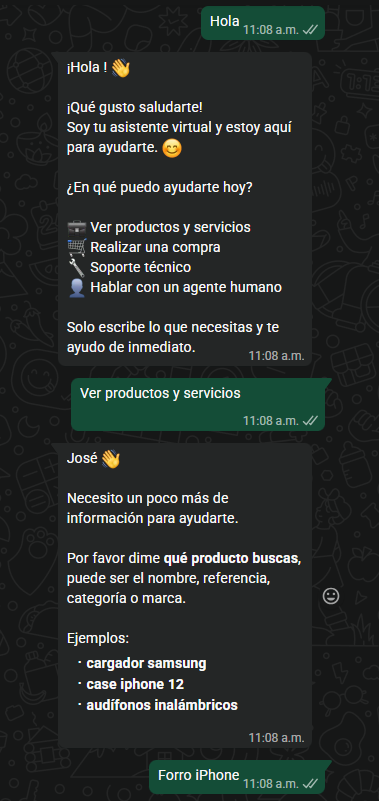 Hola
11:08 a.m.
¡Hola ! 👋
¡Qué gusto saludarte!
Soy tu asistente virtual y estoy aquí
para ayudarte. 😊
¿En qué puedo ayudarte hoy?
💼 Ver productos y servicios
🛒 Realizar una compra
🔧 Soporte técnico
👤 Hablar con un agente humano
Solo escribe lo que necesitas y te
ayudo de inmediato.
11:08 a.m.
Ver productos y servicios
11:08 a.m.
José 👋
Necesito un poco más de
información para ayudarte.
Por favor dime qué producto buscas,
puede ser el nombre, referencia,
categoría o marca.
Ejemplos:
· cargador samsung
· case iphone 12
· audífonos inalámbricos
11:08 a.m.
Forro iPhone
11:08 a.m.